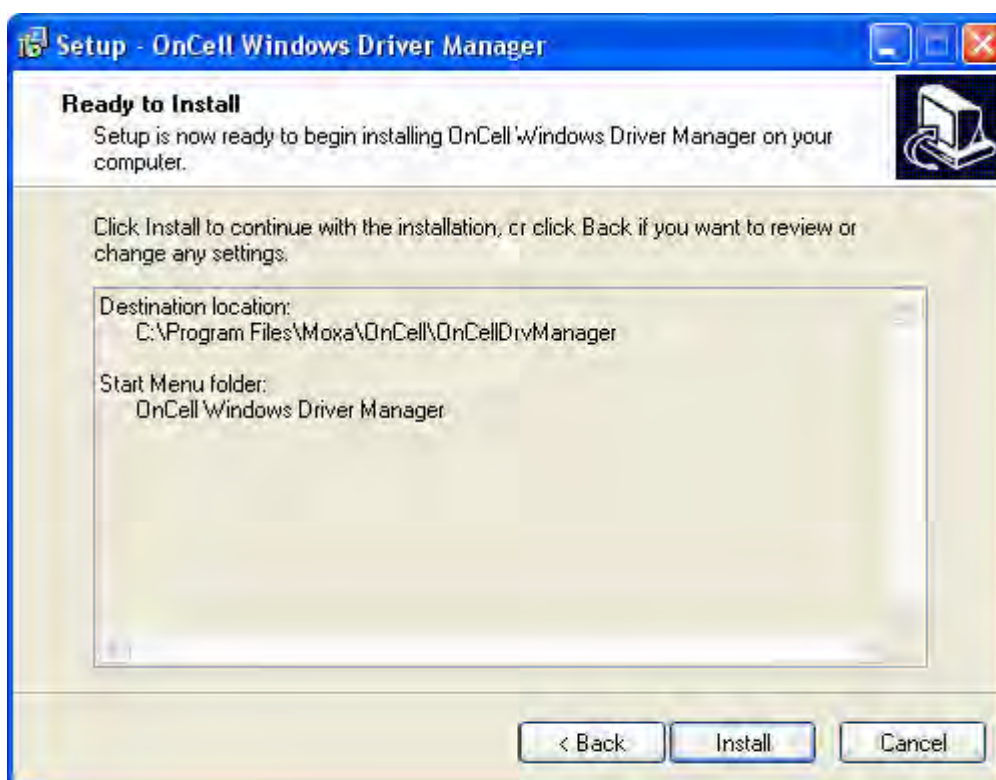 Setup - OnCell Windows Driver Manager
Ready to Install
Setup is now ready to begin installing OnCell Windows Driver Manager on your
computer.
Click Install to continue with the installation, or click Back if you want to review or
change any settings.
Destination location:
C:\Program Files\Moxa\OnCell\OnCellDrvManager
Start Menu folder:
OnCell Windows Driver Manager
< Back Install Cancel